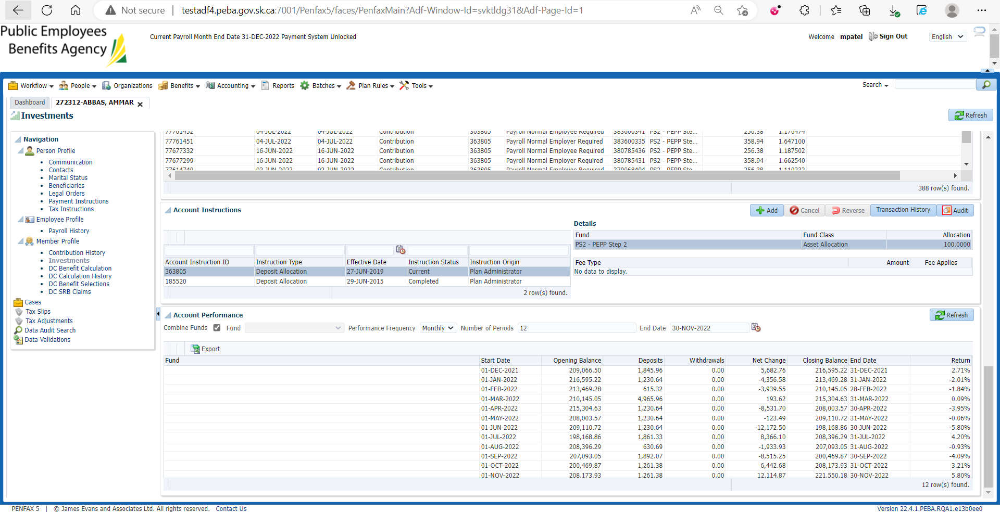 Not secure | testadf4.peba.gov.sk.ca:7001/Penfax5/faces/PenfaxMain?Adf-Window-Id=svktldg31&Adf-Page-Id=1
Public Employees
Benefits Agency
Current Payroll Month End Date 31-DEC-2022 Payment System Unlocked
Welcome mpatel Sign Out English
Workflow People Organizations Benefits Accounting Reports Batches Plan Rules Tools Search
Dashboard 272312-ABBAS, AMMAR
Investments Refresh
Navigation
Person Profile
Communication
Contacts
Marital Status
Beneficiaries
Legal Orders
Payment Instructions
Tax Instructions
Employee Profile
Payroll History
Member Profile
Contribution History
Investments
DC Benefit Calculation
DC Calculation History
DC Benefit Selections
DC SRB Claims
Cases
Tax Slips
Tax Adjustments
Data Audit Search
Data Validations
77761452 04-JUL-2022 04-JUL-2022 Contribution 363805 Payroll Normal Employee Required 383600341 PS2 - PEPP Ste... 256.38 1.176474
77761451 04-JUL-2022 04-JUL-2022 Contribution 363805 Payroll Normal Employer Required 383600335 PS2 - PEPP Ste... 358.94 1.647100
77677332 16-JUN-2022 16-JUN-2022 Contribution 363805 Payroll Normal Employee Required 380785436 PS2 - PEPP Ste... 256.38 1.187502
77677299 16-JUN-2022 16-JUN-2022 Contribution 363805 Payroll Normal Employer Required 380785431 PS2 - PEPP Ste... 358.94 1.662540
77614740 02-JUN-2022 02-JUN-2022 Contribution 363805 Payroll Normal Employee Required 379068404 PS2 - PEPP Ste... 256.38 1.110232
388 row(s) found.
Account Instructions Add Cancel Reverse Transaction History Audit
Account Instruction ID Instruction Type Effective Date Instruction Status Instruction Origin
363805 Deposit Allocation 27-JUN-2019 Current Plan Administrator
185520 Deposit Allocation 29-JUN-2015 Completed Plan Administrator
2 row(s) found.
Details
Fund Fund Class Allocation
PS2 - PEPP Step 2 Asset Allocation 100.0000
Fee Type Amount Fee Applies
No data to display.
Account Performance Refresh
Combine Funds Fund Performance Frequency Monthly Number of Periods 12 End Date 30-NOV-2022
Export
Fund Start Date Opening Balance Deposits Withdrawals Net Change Closing Balance End Date Return
01-DEC-2021 209,066.50 1,845.96 0.00 5,682.76 216,595.22 31-DEC-2021 2.71%
01-JAN-2022 216,595.22 1,230.64 0.00 -4,356.58 213,469.28 31-JAN-2022 -2.01%
01-FEB-2022 213,469.28 615.32 0.00 -3,939.55 210,145.05 28-FEB-2022 -1.84%
01-MAR-2022 210,145.05 4,965.96 0.00 193.62 215,304.63 31-MAR-2022 0.09%
01-APR-2022 215,304.63 1,230.64 0.00 -8,531.70 208,003.57 30-APR-2022 -3.95%
01-MAY-2022 208,003.57 1,230.64 0.00 -123.49 209,110.72 31-MAY-2022 -0.06%
01-JUN-2022 209,110.72 1,230.64 0.00 -12,172.50 198,168.86 30-JUN-2022 -5.80%
01-JUL-2022 198,168.86 1,861.33 0.00 8,366.10 208,396.29 31-JUL-2022 4.20%
01-AUG-2022 208,396.29 630.69 0.00 -1,933.93 207,093.05 31-AUG-2022 -0.93%
01-SEP-2022 207,093.05 1,892.07 0.00 -8,515.25 200,469.87 30-SEP-2022 -4.09%
01-OCT-2022 200,469.87 1,261.38 0.00 6,442.68 208,173.93 31-OCT-2022 3.21%
01-NOV-2022 208,173.93 1,261.38 0.00 12,114.87 221,550.18 30-NOV-2022 5.80%
12 row(s) found.
PENFAX 5 | © James Evans and Associates Ltd. All rights reserved. Contact Us Version 22.4.1.PEBA.RQA1.e13b0ee0